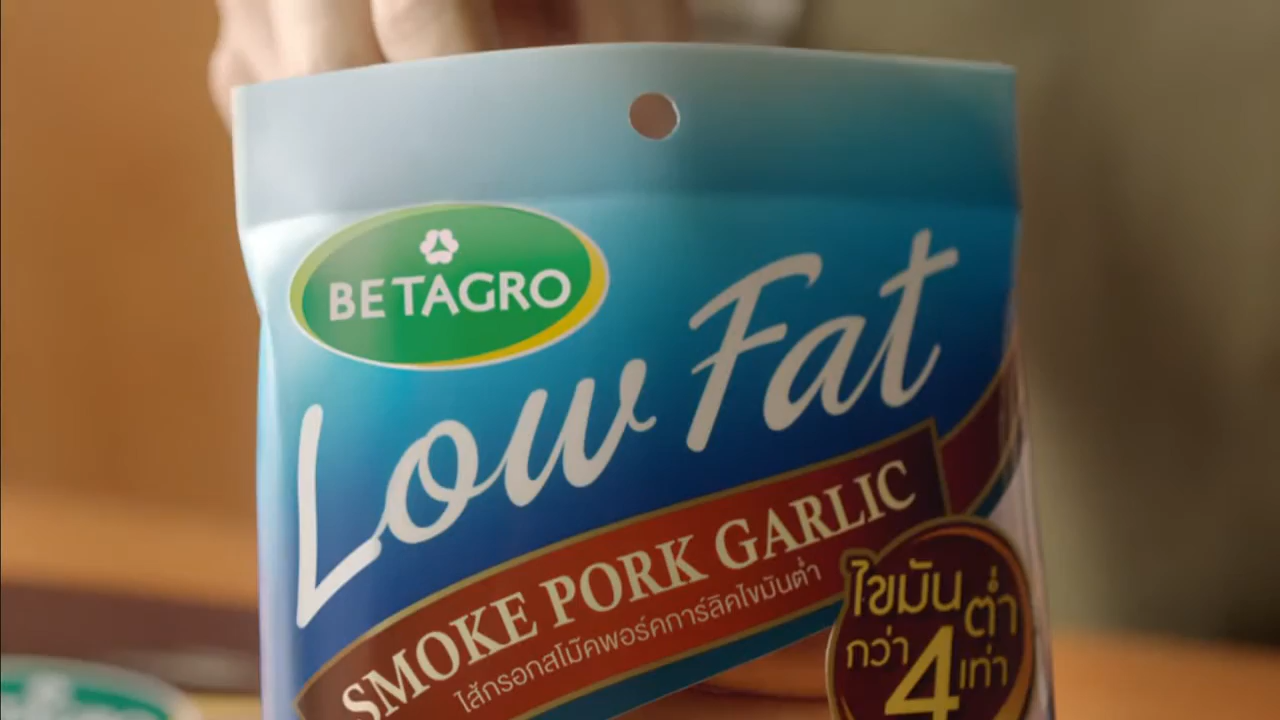 BETAGRO
Low Fat
SMOKE PORK GARLIC
ไส้กรอกสโม๊คพอร์คการ์ลิคไขมันต่ำ
ไขมันต่ำ
กว่า 4 เท่า